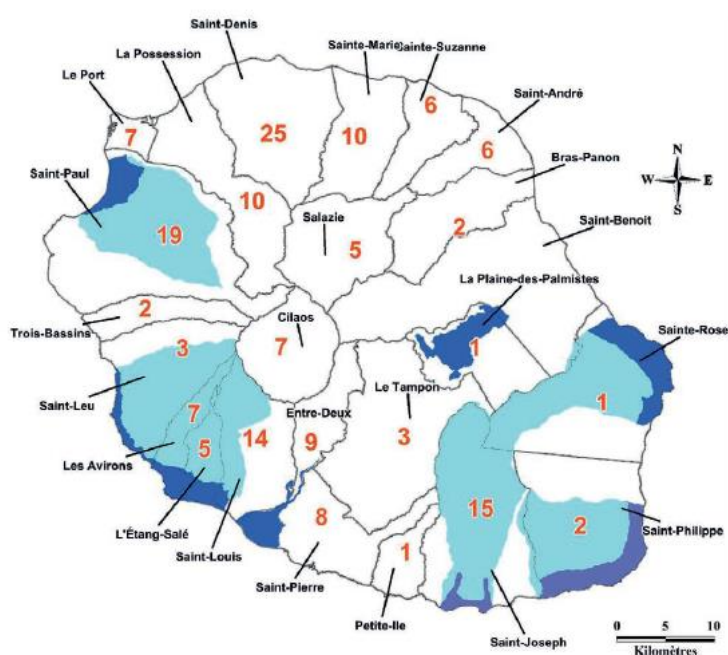 Saint-Denis
La Possession
Sainte-Marie
Sainte-Suzanne
Le Port
Saint-André
6
7
25
10
6
Bras-Panon
N
W E
S
Saint-Paul
19
10
Salazie
5
2
Saint-Benoit
La Plaine-des-Palmistes
2
Trois-Bassins
Cilaos
7
1
Sainte-Rose
3
Saint-Leu
Le Tampon
1
7
Entre-Deux
14
9
3
5
Les Avirons
15
8
2
Saint-Philippe
L'Étang-Salé
Saint-Louis
1
Saint-Pierre
Petite-Ile
Saint-Joseph
0 5 10
Kilomètres